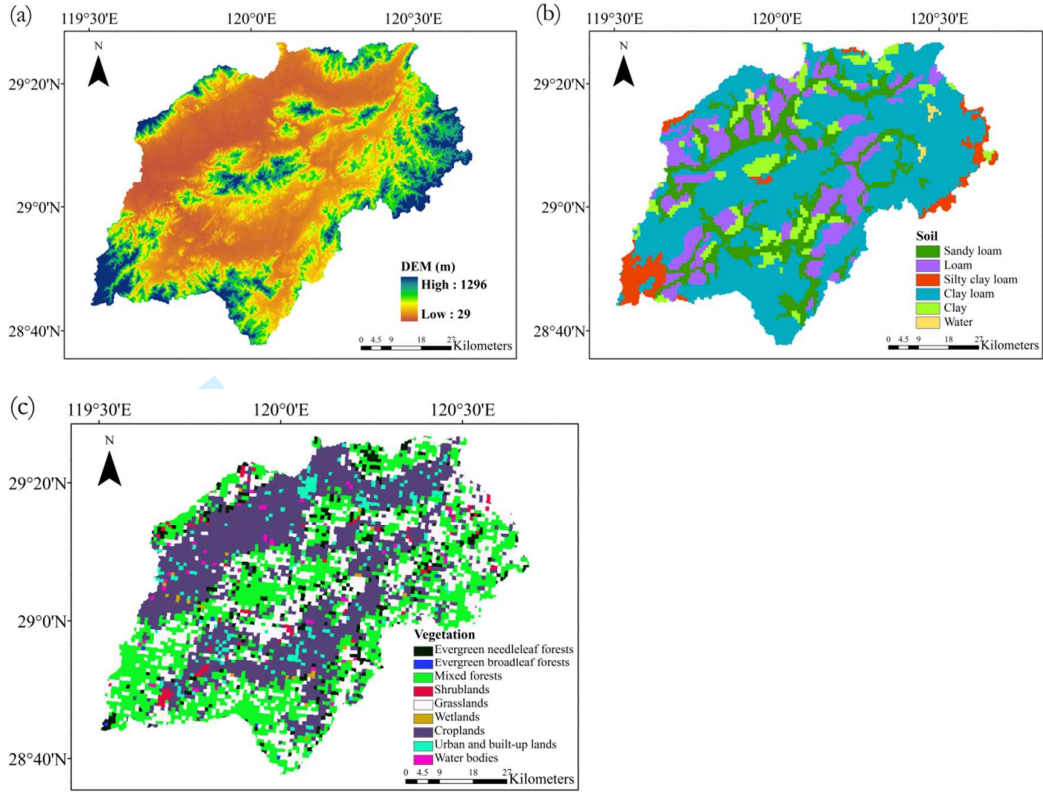 (a)
119°30'E 120°0'E 120°30'E
N
29°20'N
29°0'N
28°40'N
DEM (m)
High : 1296
Low : 29
0 4.5 9 18 27
Kilometers
(b)
119°30'E 120°0'E 120°30'E
N
29°20'N
29°0'N
28°40'N
Soil
Sandy loam
Loam
Silty clay loam
Clay loam
Clay
Water
0 4.5 9 18 27
Kilometers
(c)
119°30'E 120°0'E 120°30'E
N
29°20'N
29°0'N
28°40'N
Vegetation
Evergreen needleleaf forests
Evergreen broadleaf forests
Mixed forests
Shrublands
Grasslands
Wetlands
Croplands
Urban and built-up lands
Water bodies
0 4.5 9 18 27
Kilometers